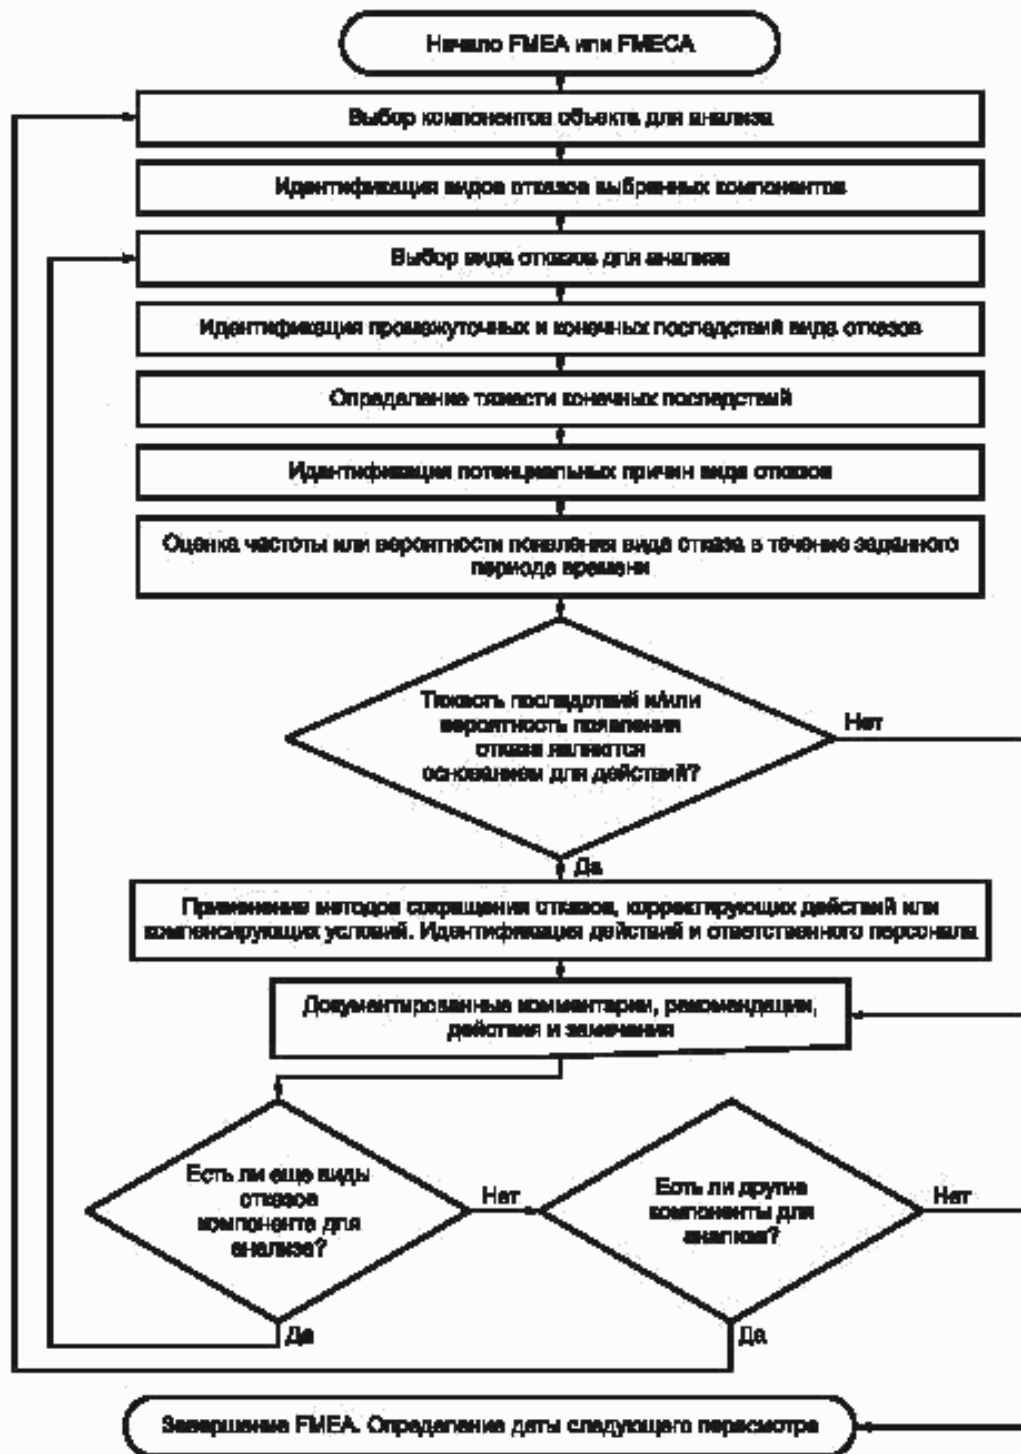 Начало FMEA или FMECA
Выбор компонентов объекта для анализа
Идентификация видов отказов выбранных компонентов
Выбор вида отказов для анализа
Идентификация промежуточных и конечных последствий вида отказов
Определение тяжести конечных последствий
Идентификация потенциальных причин вида отказов
Оценка частоты или вероятности появления вида отказа в течение заданного
периода времени
Тяжесть последствий и/или
вероятность появления
отказа являются
основанием для действий?
Нет
Да
Применение методов сокращения отказов, корректирующих действий или
компенсирующих условий. Идентификация действий и ответственного персонала
Документированные комментарии, рекомендации,
действия и замечания
Есть ли еще виды
отказов
компонента для
анализа?
Нет
Есть ли другие
компоненты для
анализа?
Нет
Да
Да
Завершение FMEA. Определение даты следующего пересмотра